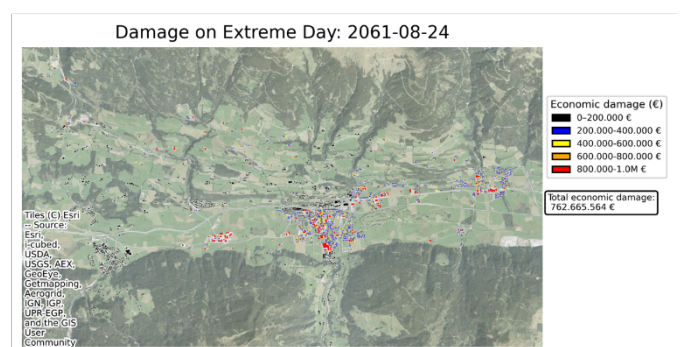 Damage on Extreme Day: 2061-08-24
Economic damage (€)
0–200.000 €
200.000-400.000 €
400.000-600.000 €
600.000-800.000 €
800.000-1.0M €
Total economic damage:
762.665.564 €
Tiles (C) Esri
-- Source:
Esri,
i-cubed,
USDA,
USGS, AEX,
GeoEye,
Getmapping,
Aerogrid,
IGN, IGP,
UPR-EGP,
and the GIS
User
Community